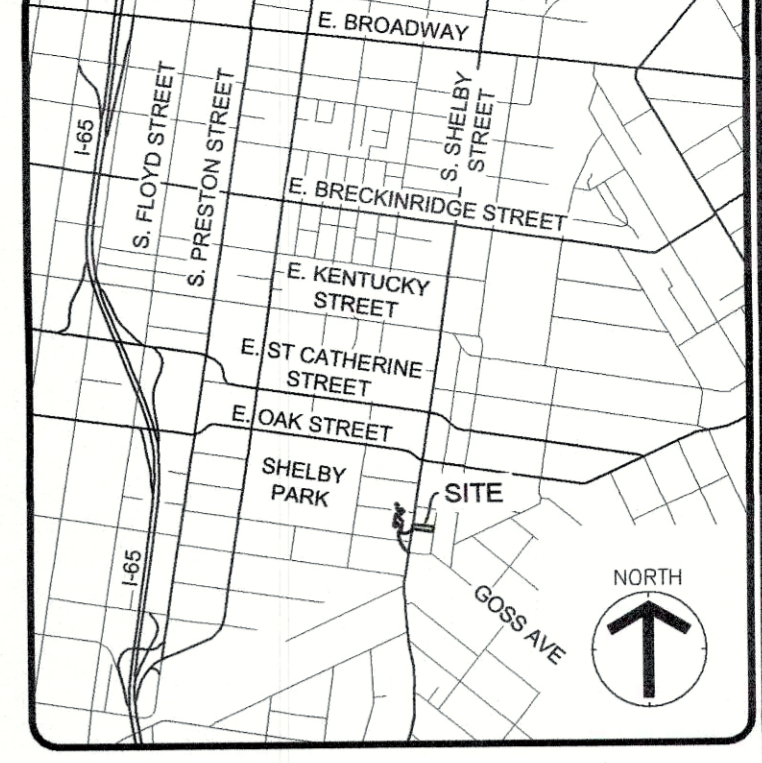 E. BROADWAY
I-65
S. FLOYD STREET
S. PRESTON STREET
S. SHELBY
STREET
E. BRECKINRIDGE STREET
E. KENTUCKY
STREET
E. ST CATHERINE
STREET
E. OAK STREET
SHELBY
PARK
SITE
I-65
GOSS AVE
NORTH